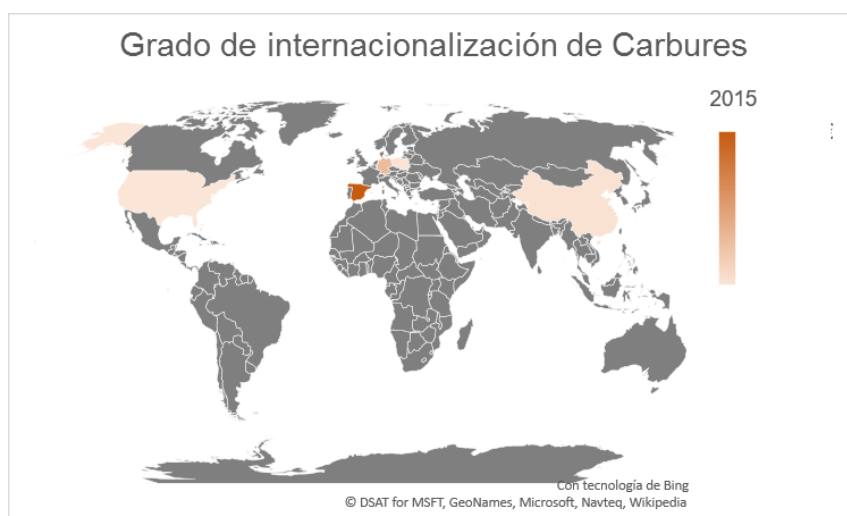 Grado de internacionalización de Carbures
2015
Con tecnología de Bing
© DSAT for MSFT, GeoNames, Microsoft, Navteq, Wikipedia